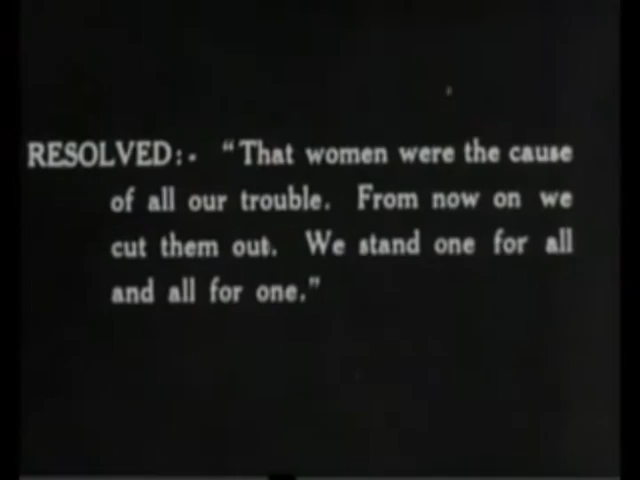 RESOLVED:- "That women were the cause
of all our trouble. From now on we
cut them out. We stand one for all
and all for one."